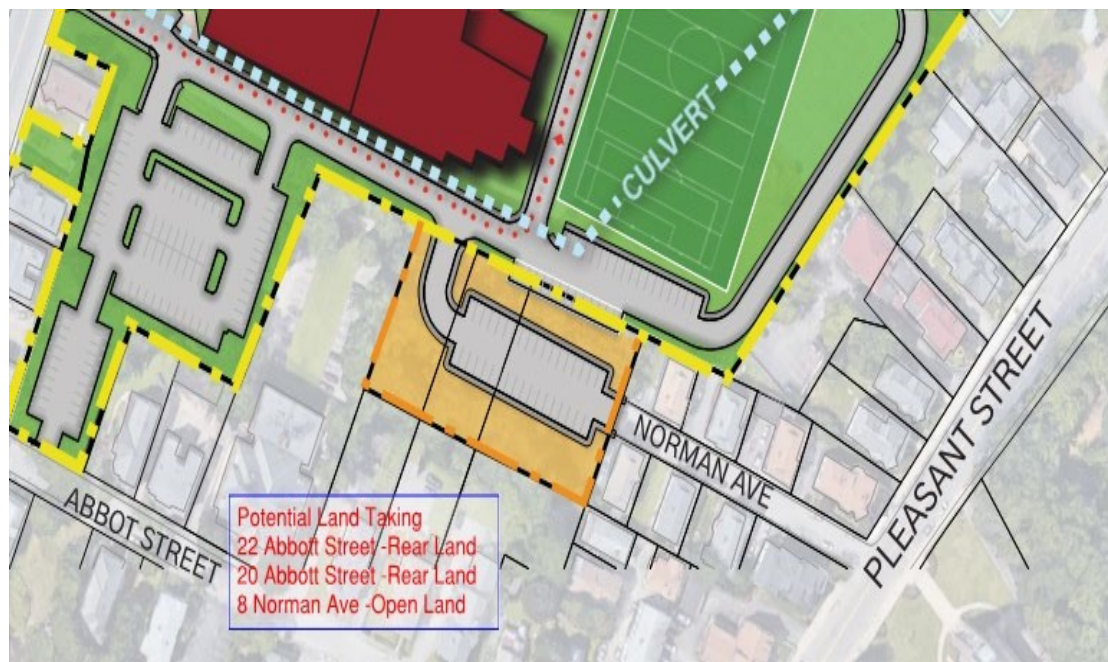 CULVERT
NORMAN AVE
PLEASANT STREET
ABBOT STREET
Potential Land Taking
22 Abbott Street -Rear Land
20 Abbott Street -Rear Land
8 Norman Ave -Open Land